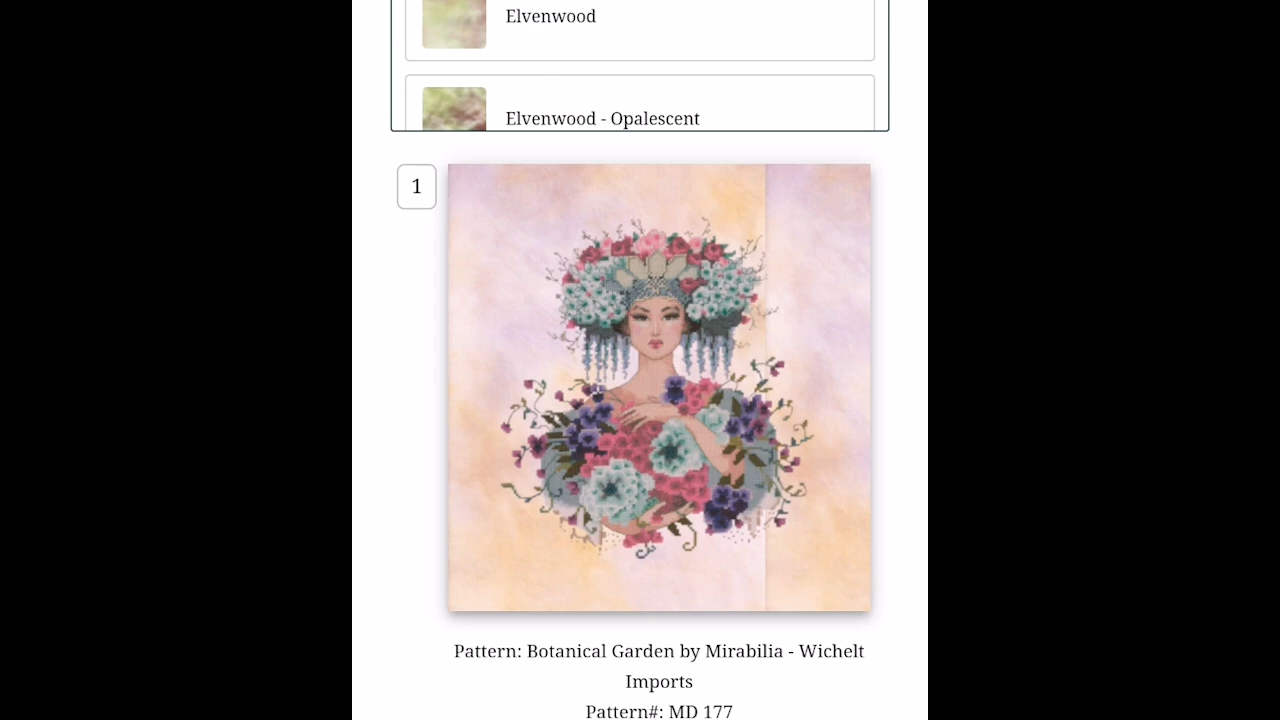 Elvenwood
Elvenwood - Opalescent
1
Pattern: Botanical Garden by Mirabilia - Wichelt
Imports
Pattern#: MD 177